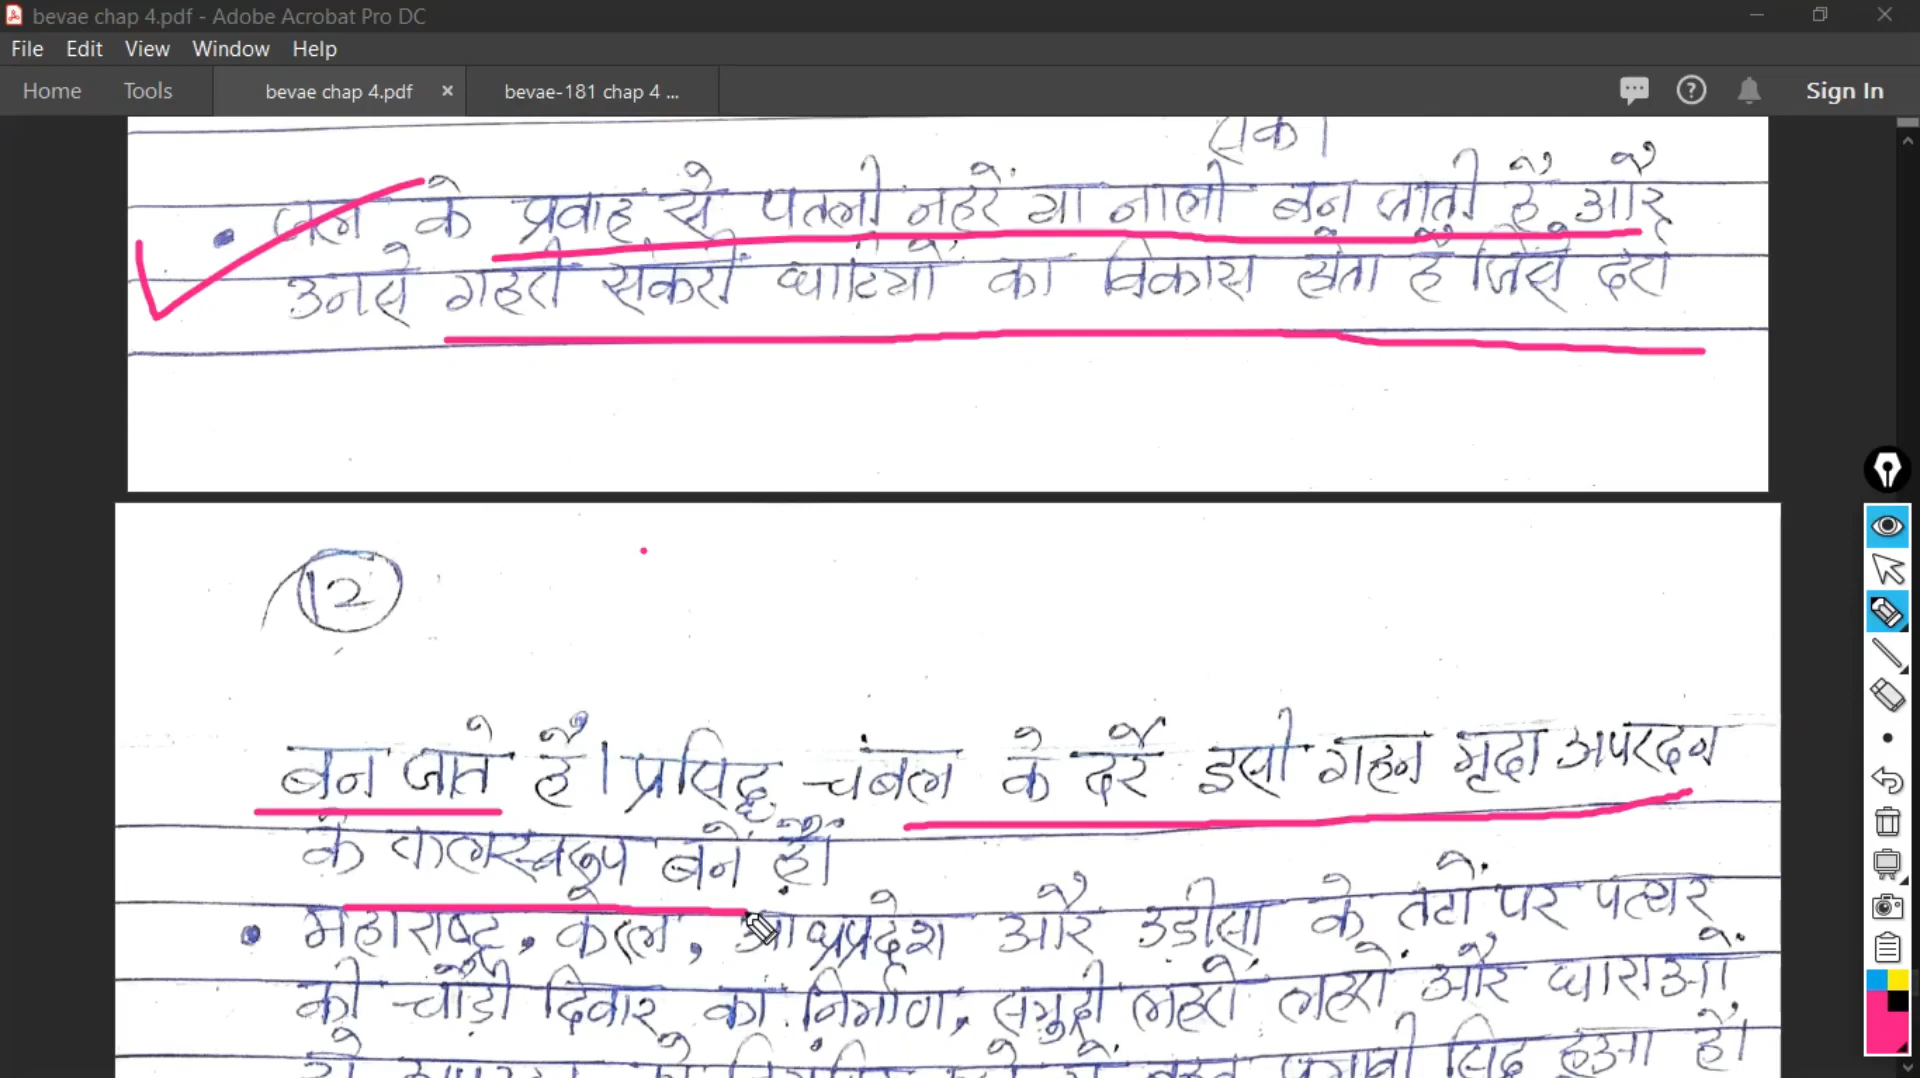 bevae chap 4.pdf - Adobe Acrobat Pro DC
File Edit View Window Help
Home Tools bevae chap 4.pdf × bevae-181 chap 4 ... Sign In
सके।
• जल के प्रवाह से पतली नहरें या नाली बन जाती है और
उनसे गहरी संकरी घाटियों का विकास होता है जिसे दर्रा
12
बन जाते है। प्रसिद्ध चंबल के दर्रे इसी गहन मृदा अपरदन
के फलस्वरूप बने हैं।
• महाराष्ट्र, केरल, आंध्रप्रदेश और उड़ीसा के तटों पर पत्थर
की चौड़ी दिवार का निर्माण, समुद्री लहरों लहरों और धाराओं
सिद्ध हुआ है।